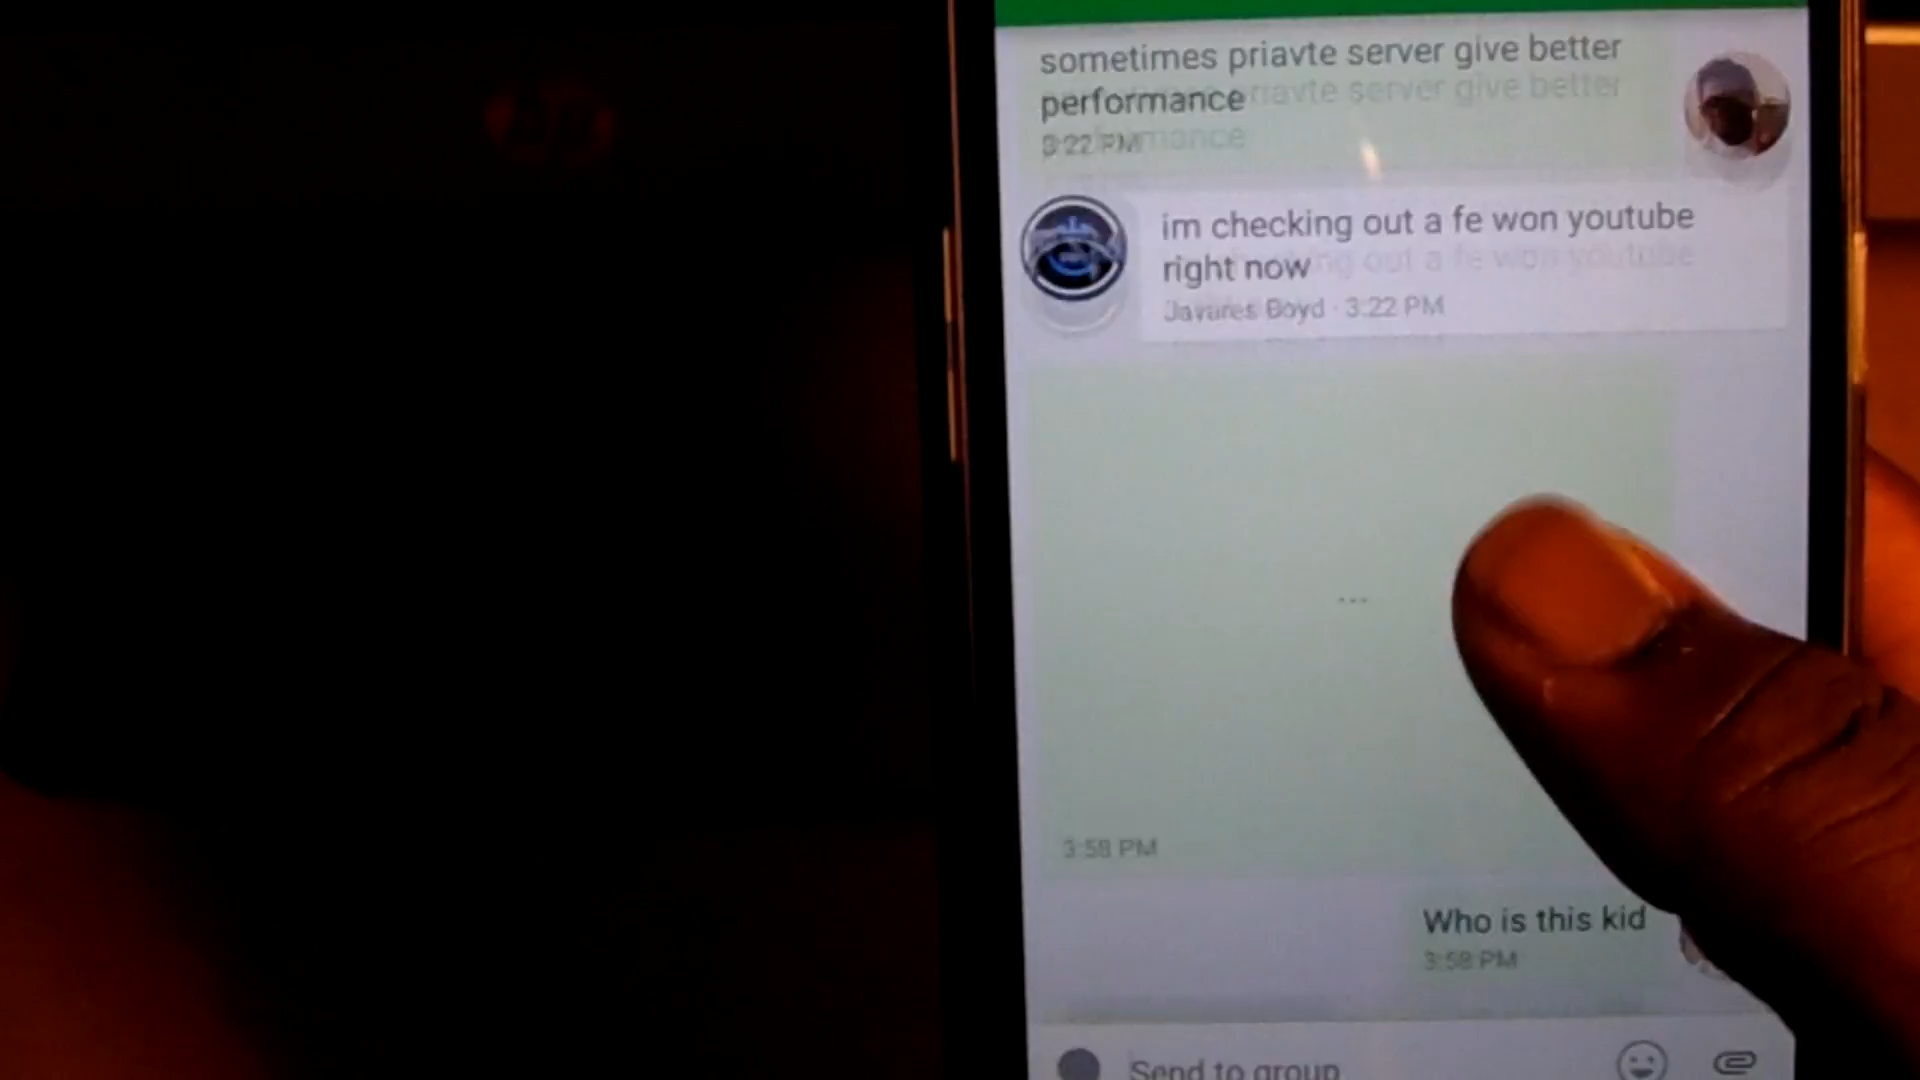 sometimes priavte server give better
performance
3:22 PM
im checking out a fe won youtube
right now
Javares Boyd · 3:22 PM
...
3:58 PM
Who is this kid
3:58 PM
Send to group